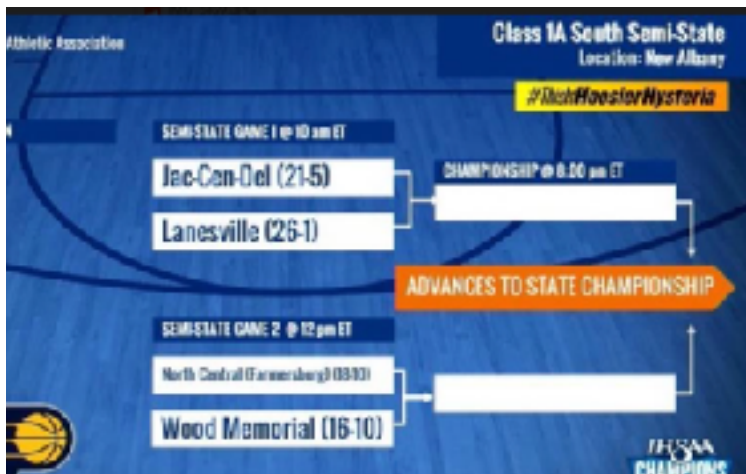 Athletic Association
Class 1A South Semi-State
Location: New Albany
#ThisIsHoosierHysteria
SEMI-STATE GAME 1 @ 10 am ET
Jac-Cen-Del (21-5)
Lanesville (26-1)
CHAMPIONSHIP @ 8:00 pm ET
ADVANCES TO STATE CHAMPIONSHIP
SEMI-STATE GAME 2 @ 12 pm ET
North Central (Farmersburg)
Wood Memorial (16-10)
IHSAA
CHAMPIONS